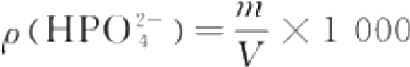 ρ(HPO₄²⁻) = m/V × 1 000